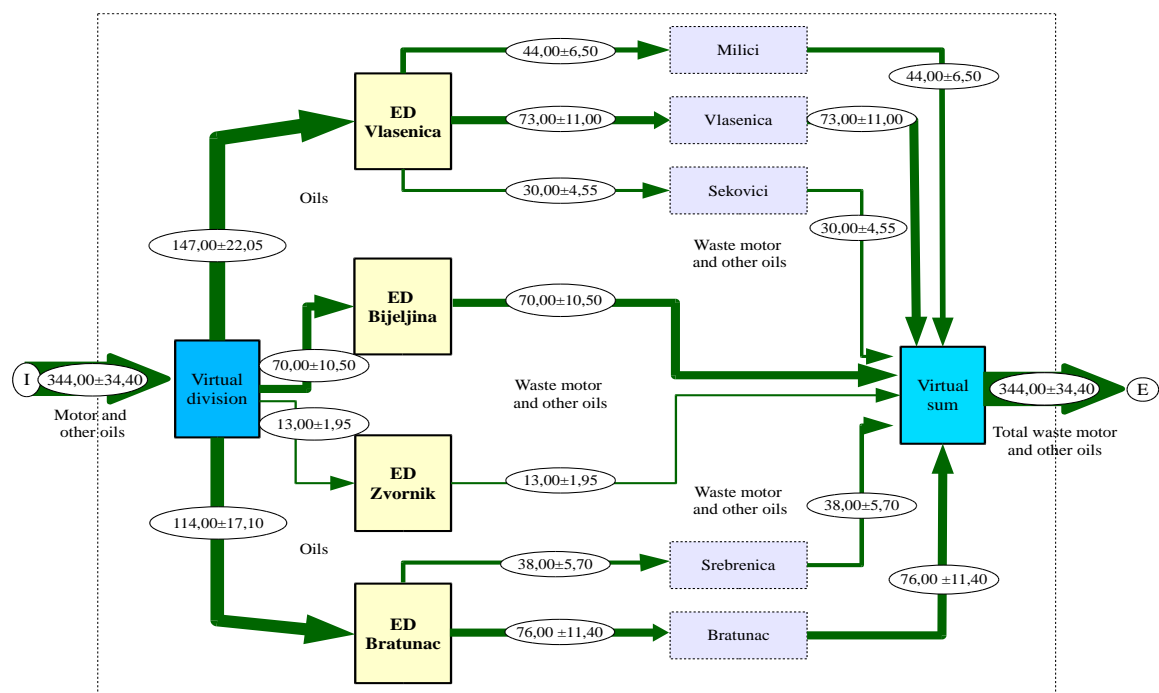 44,00±6,50
Milici
44,00±6,50
ED
Vlasenica
73,00±11,00
Vlasenica
73,00±11,00
Oils
30,00±4,55
Sekovici
30,00±4,55
147,00±22,05
Waste motor
and other oils
ED
Bijeljina
70,00±10,50
70,00±10,50
I
344,00±34,40
Motor and
other oils
Virtual
division
Waste motor
and other oils
Virtual
sum
344,00±34,40
E
Total waste motor
and other oils
13,00±1,95
ED
Zvornik
13,00±1,95
Waste motor
and other oils
38,00±5,70
114,00±17,10
Oils
38,00±5,70
Srebrenica
76,00 ±11,40
ED
Bratunac
76,00 ±11,40
Bratunac